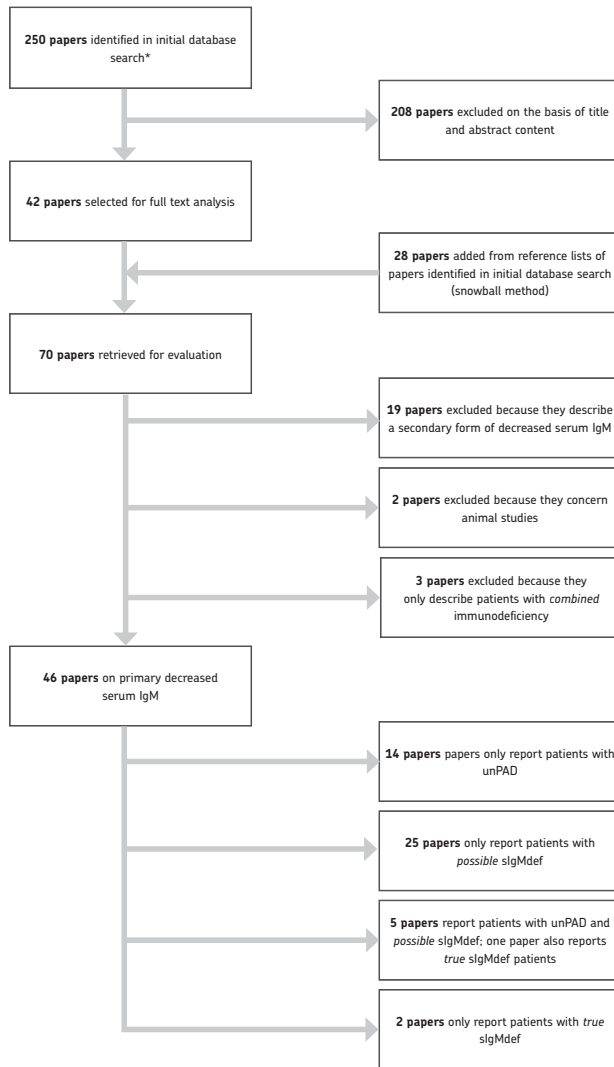 250 papers identified in initial database
search*
208 papers excluded on the basis of title
and abstract content
42 papers selected for full text analysis
28 papers added from reference lists of
papers identified in initial database search
(snowball method)
70 papers retrieved for evaluation
19 papers excluded because they describe
a secondary form of decreased serum IgM
2 papers excluded because they concern
animal studies
3 papers excluded because they
only describe patients with combined
immunodeficiency
46 papers on primary decreased
serum IgM
14 papers papers only report patients with
unPAD
25 papers only report patients with
possible sIgMdef
5 papers report patients with unPAD and
possible sIgMdef; one paper also reports
true sIgMdef patients
2 papers only report patients with true
sIgMdef